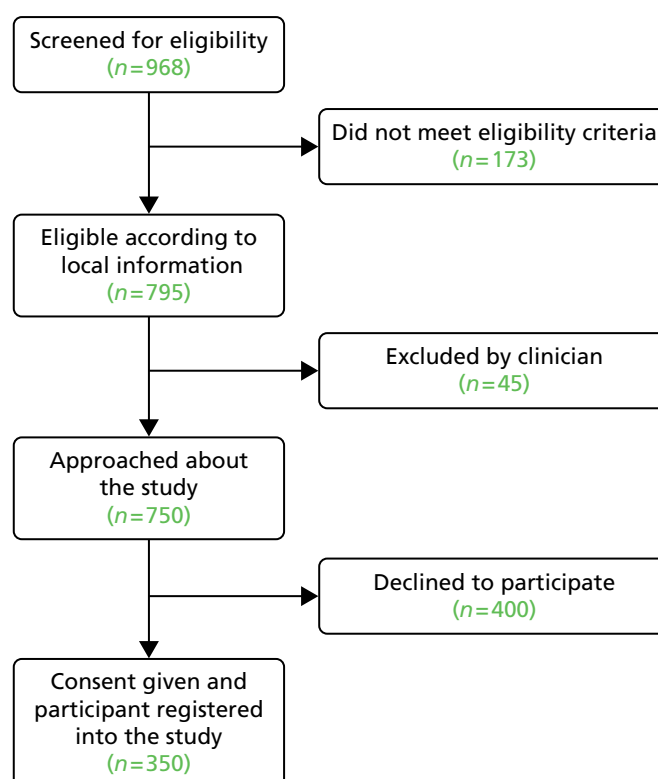 Screened for eligibility
(n=968)
Did not meet eligibility criteria
(n=173)
Eligible according to
local information
(n=795)
Excluded by clinician
(n=45)
Approached about
the study
(n=750)
Declined to participate
(n=400)
Consent given and
participant registered
into the study
(n=350)